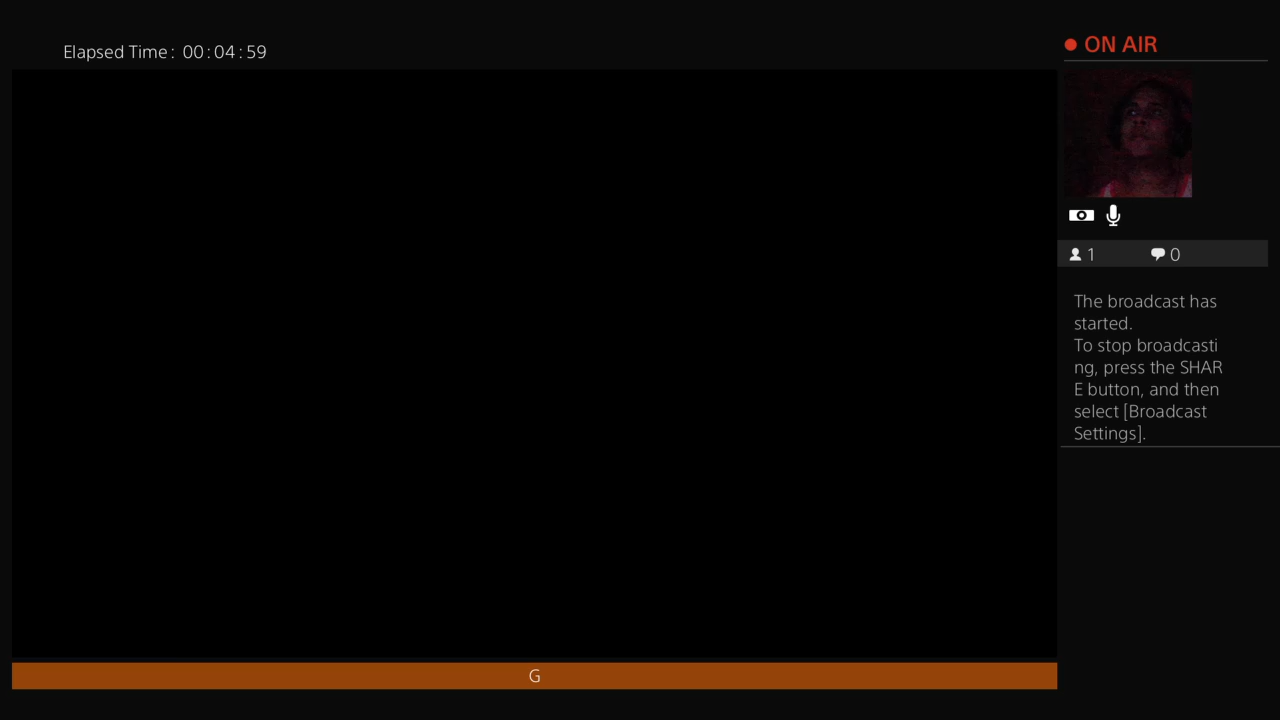 Elapsed Time: 00:04:59
ON AIR
1 0
The broadcast has
started.
To stop broadcasti
ng, press the SHAR
E button, and then
select [Broadcast
Settings].
G